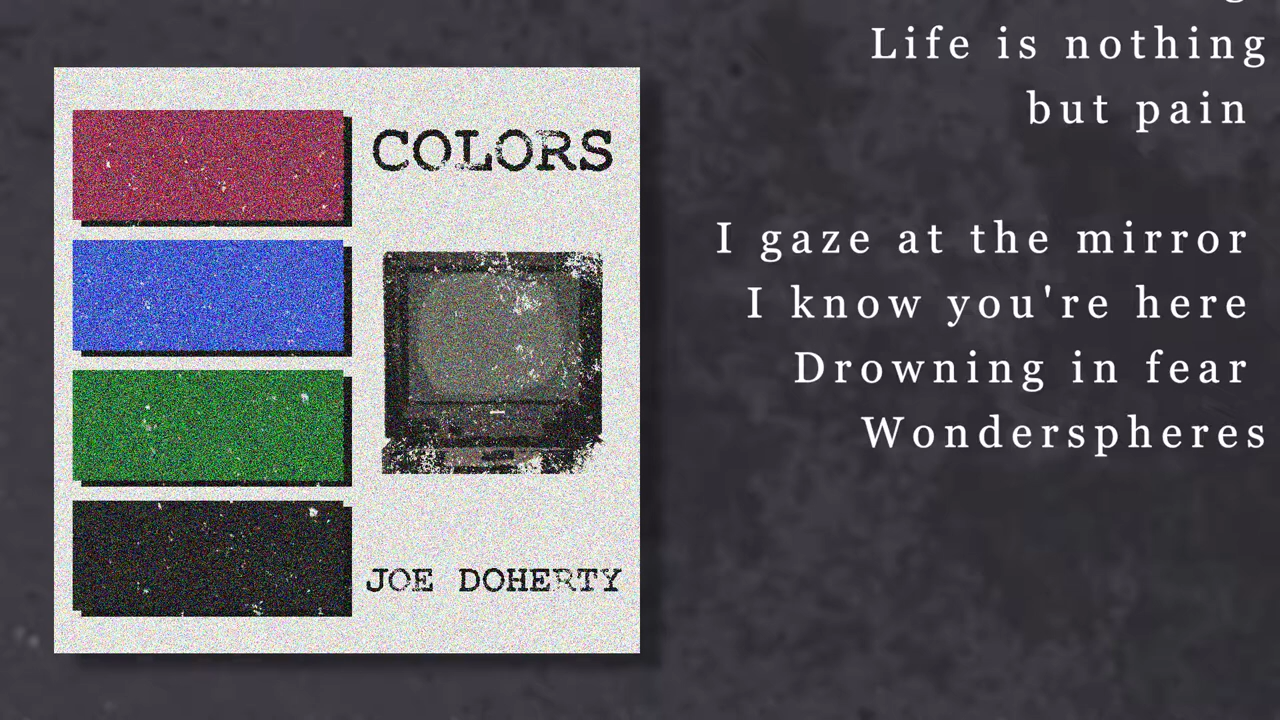 COLORS
JOE DOHERTY
Life is nothing
but pain
I gaze at the mirror
I know you're here
Drowning in fear
Wonderspheres